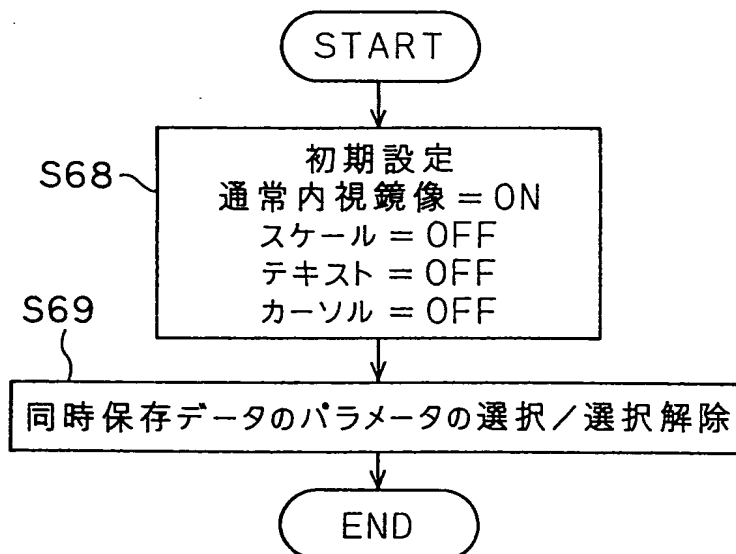 START
S68
初期設定
通常内視鏡像 = ON
スケール = OFF
テキスト = OFF
カーソル = OFF
S69
同時保存データのパラメータの選択/選択解除
END